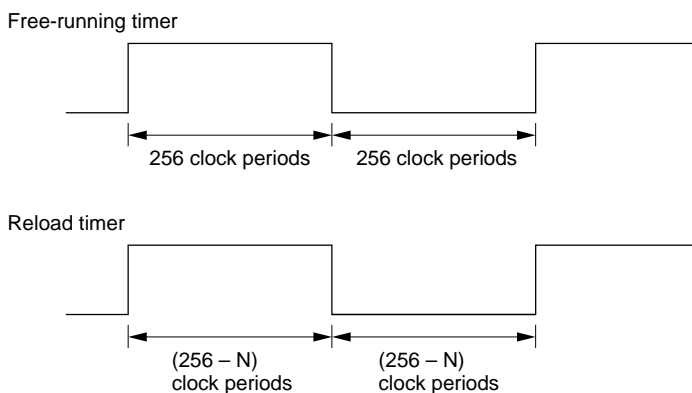 Free-running timer
256 clock periods 256 clock periods
Reload timer
(256 – N) (256 – N)
clock periods clock periods